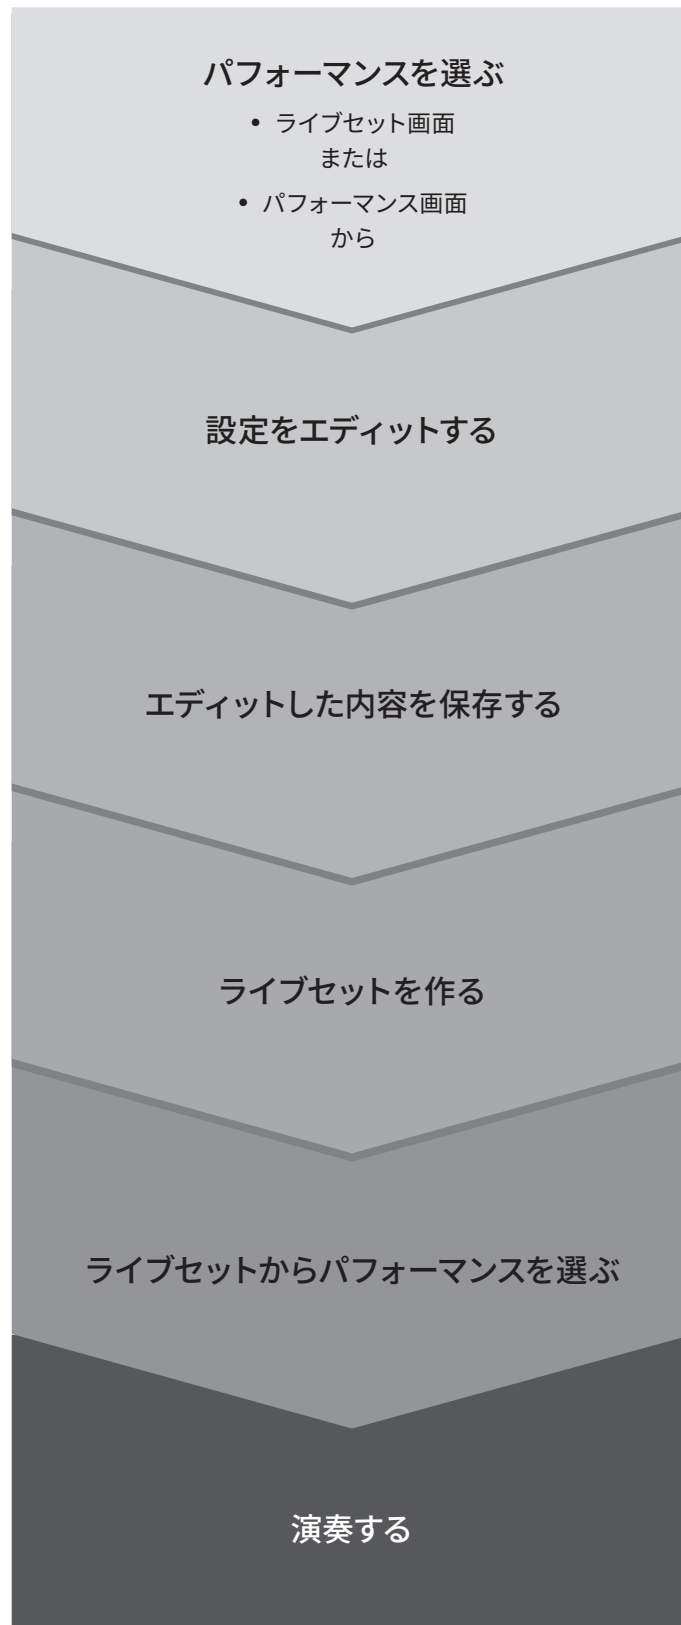 パフォーマンスを選ぶ
• ライブセット画面
または
• パフォーマンス画面
から
設定をエディットする
エディットした内容を保存する
ライブセットを作る
ライブセットからパフォーマンスを選ぶ
演奏する